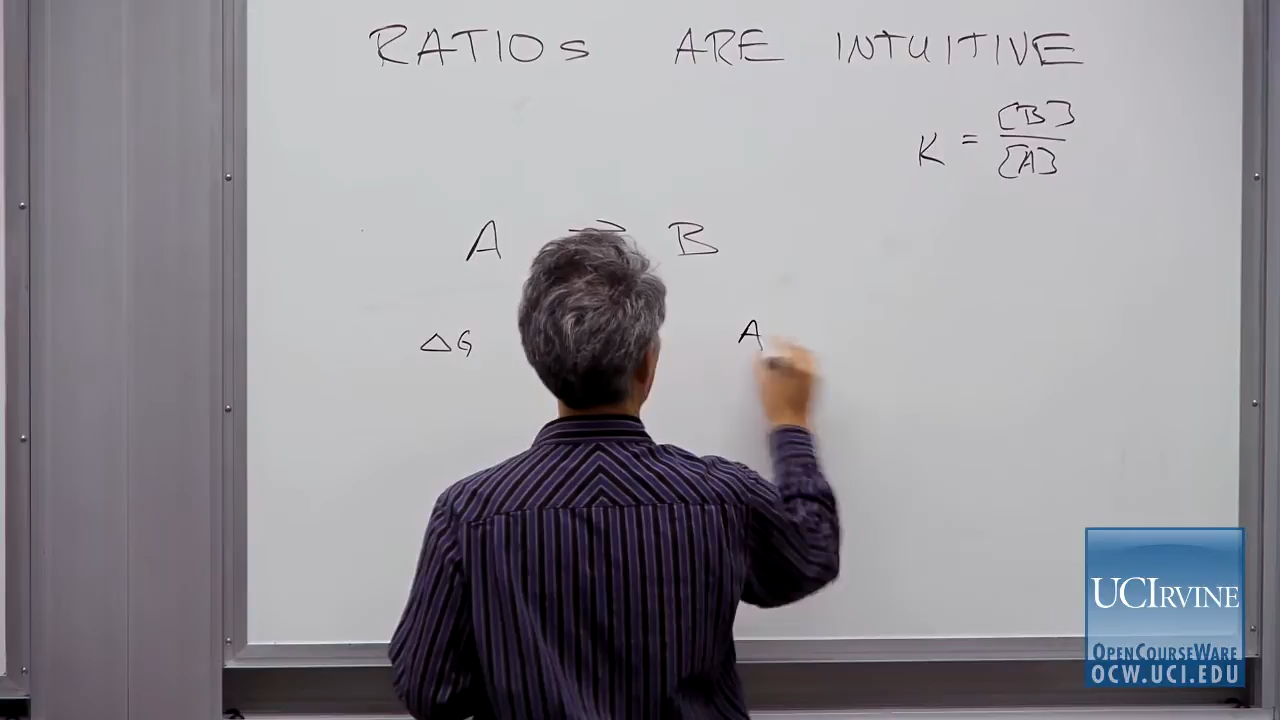 RATIOS ARE INTUITIVE
K = [B]
[A]
A ⇌ B
ΔG A
UCIRVINE
OPENCOURSEWARE
OCW.UCI.EDU